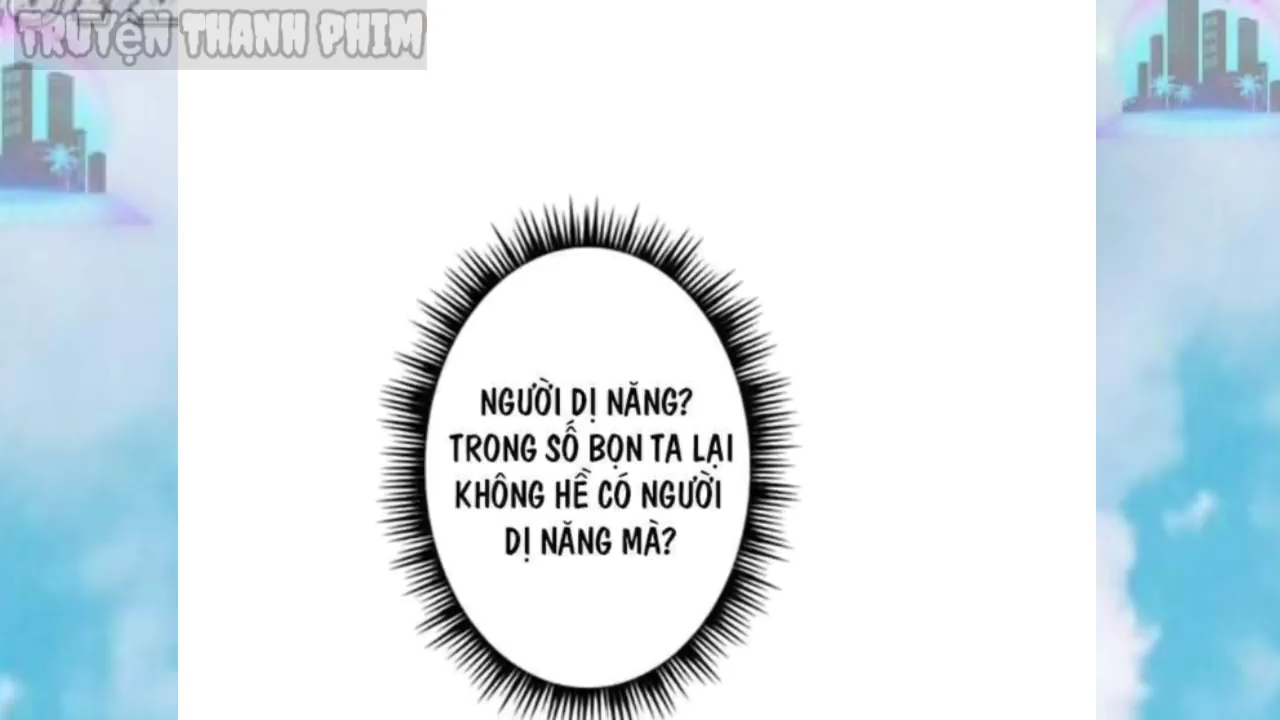 TRUYỆN THANH PHIM
NGƯỜI DỊ NĂNG?
TRONG SỐ BỌN TA LẠI
KHÔNG HỀ CÓ NGƯỜI
DỊ NĂNG MÀ?